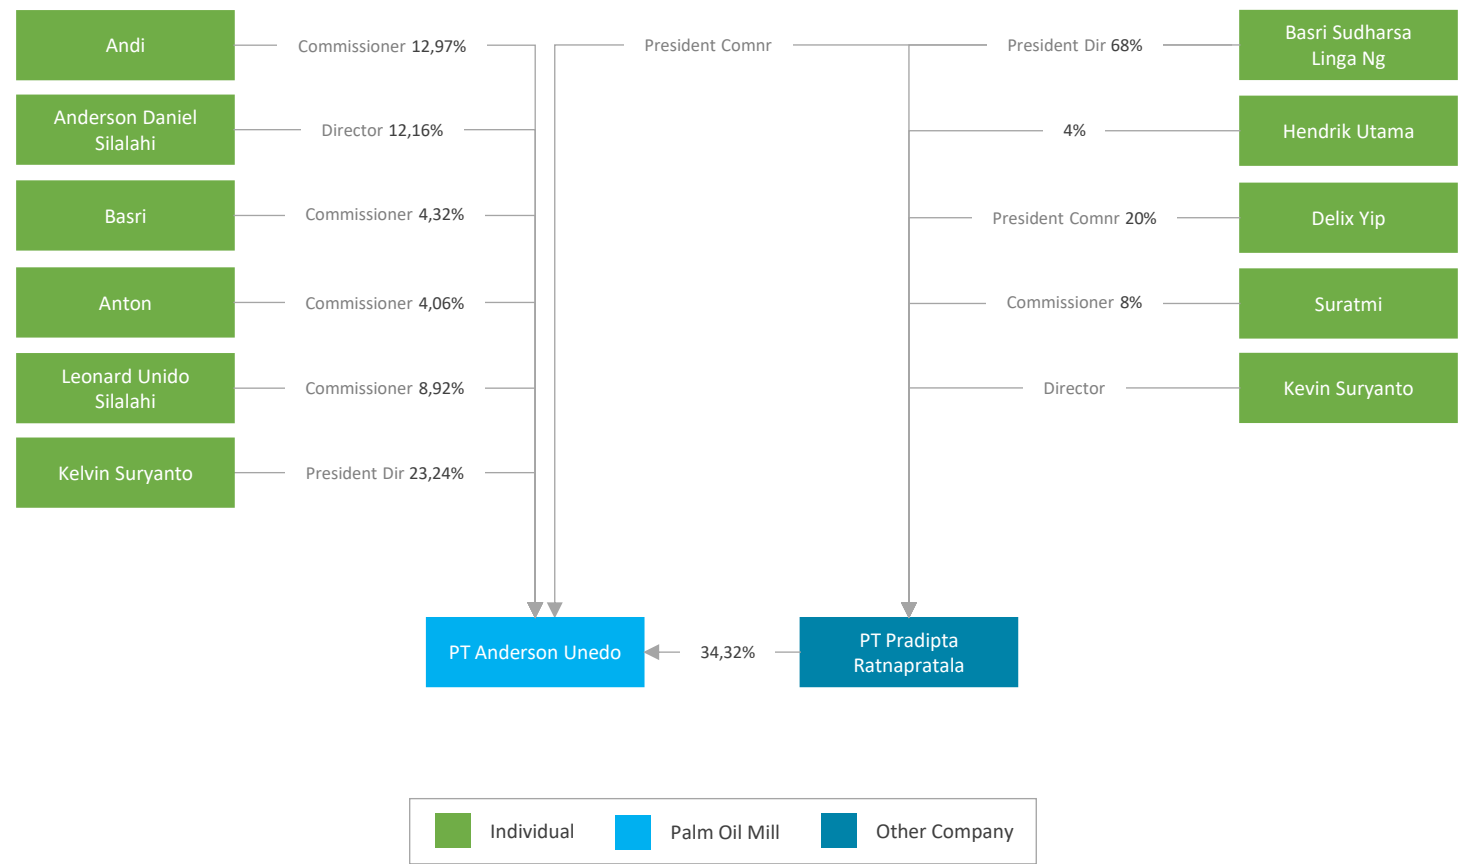 Andi
Commissioner 12,97%
President Comnr
President Dir 68%
Basri Sudharsa
Linga Ng
Anderson Daniel
Silalahi
Director 12,16%
4%
Hendrik Utama
Basri
Commissioner 4,32%
President Comnr 20%
Delix Yip
Anton
Commissioner 4,06%
Commissioner 8%
Suratmi
Leonard Unido
Silalahi
Commissioner 8,92%
Director
Kevin Suryanto
Kelvin Suryanto
President Dir 23,24%
PT Anderson Unedo
34,32%
PT Pradipta
Ratnapratala
Individual
Palm Oil Mill
Other Company